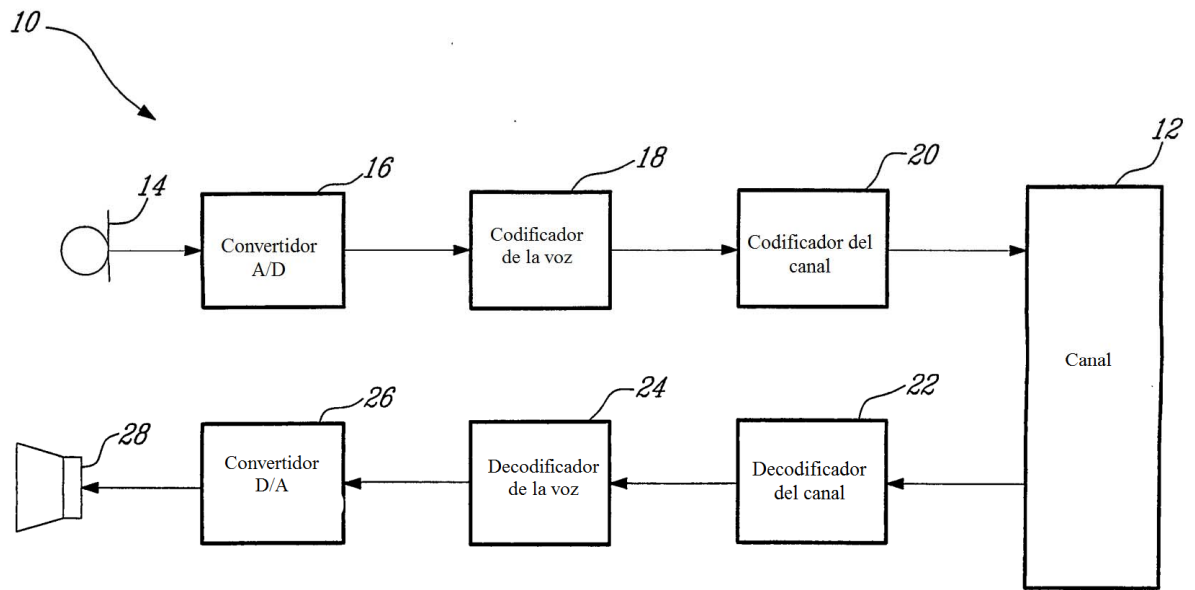 10
12
14
16
18
20
Convertidor
A/D
Codificador
de la voz
Codificador del
canal
Canal
28
26
24
22
Convertidor
D/A
Decodificador
de la voz
Decodificador
del canal